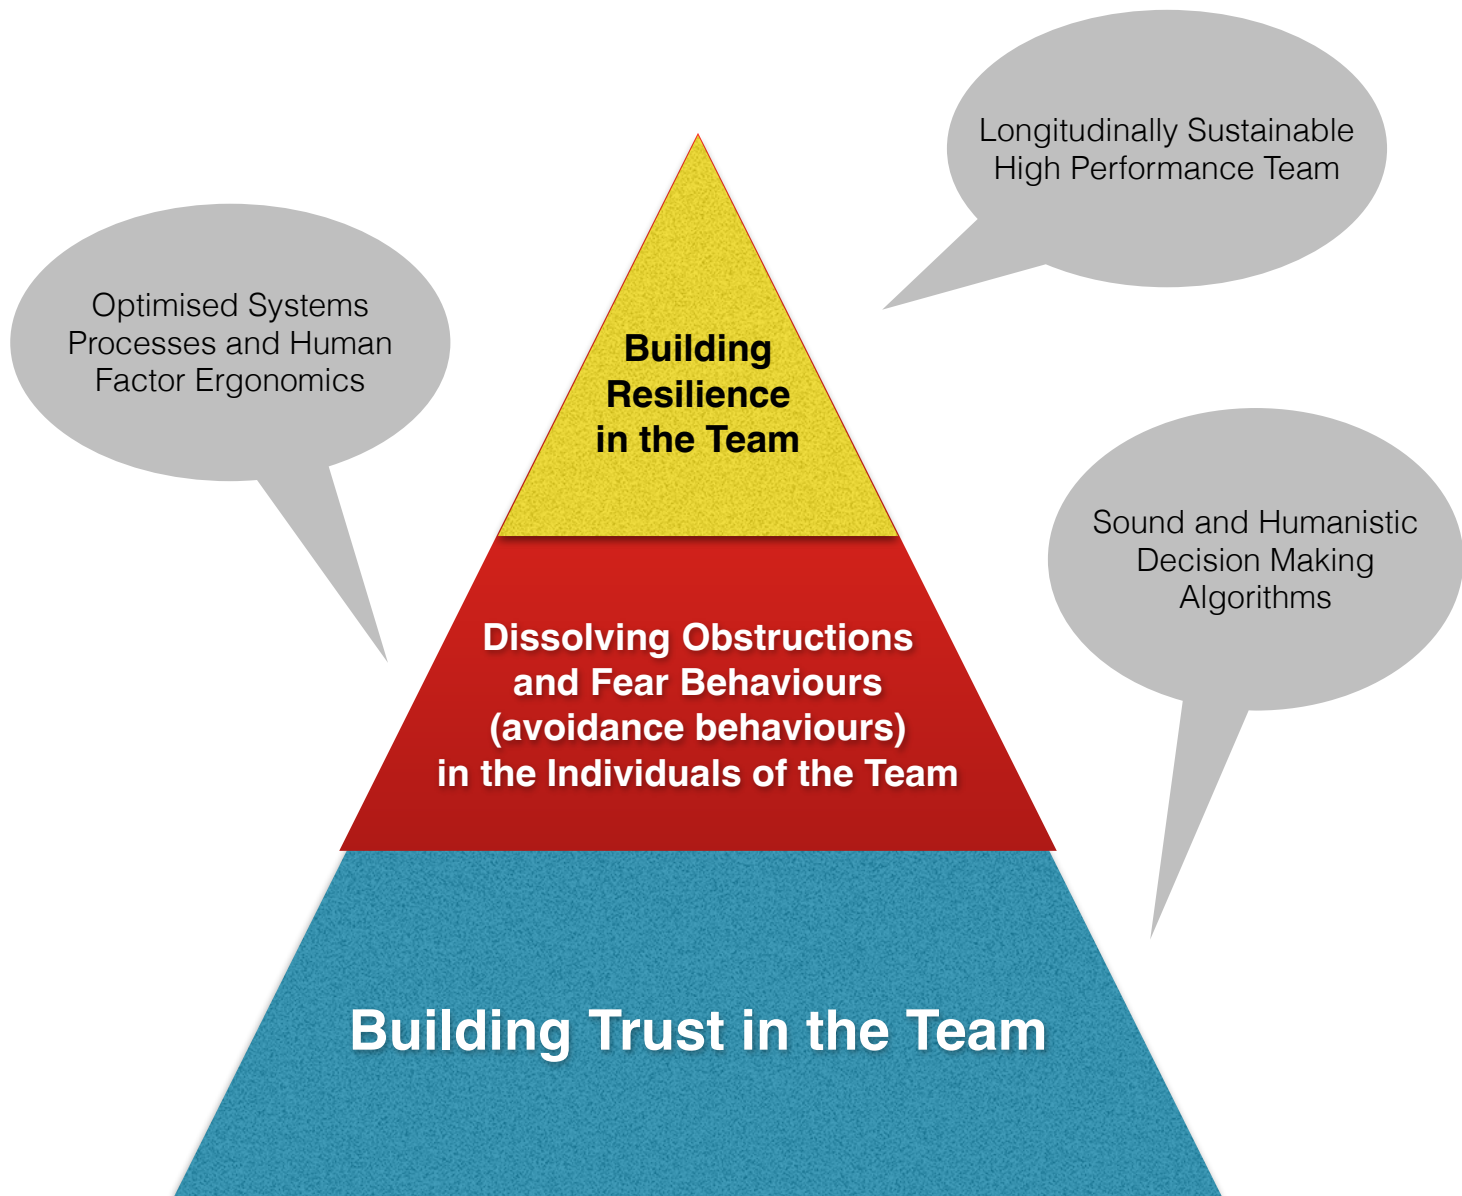 Longitudinally Sustainable
High Performance Team
Optimised Systems
Processes and Human
Factor Ergonomics
Building
Resilience
in the Team
Sound and Humanistic
Decision Making
Algorithms
Dissolving Obstructions
and Fear Behaviours
(avoidance behaviours)
in the Individuals of the Team
Building Trust in the Team